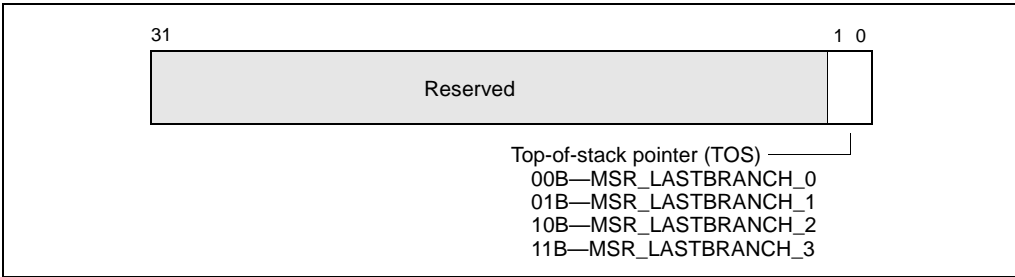 31 1 0
Reserved
Top-of-stack pointer (TOS)
00B—MSR_LASTBRANCH_0
01B—MSR_LASTBRANCH_1
10B—MSR_LASTBRANCH_2
11B—MSR_LASTBRANCH_3